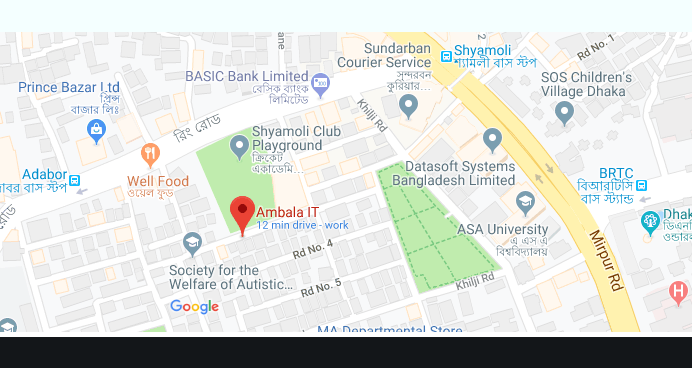 Rd No. 1
ane
Sundarban
Courier Service
সুন্দরবন
কুরিয়ার...
Shyamoli
শ্যামলী বাস স্টপ
BASIC Bank Limited
বেসিক ব্যাংক
লিমিটেড
SOS Children's
Village Dhaka
Prince Bazar Ltd
প্রিন্স
বাজার লিঃ
রিং রোড
Khilji Rd
Shyamoli Club
Playground
ক্রিকেট
একাডেমি...
Datasoft Systems
Bangladesh Limited
Adabor
াবর বাস স্টপ
Well Food
ওয়েল ফুড
BRTC
বিআরটিসি
বাস স্ট্যান্ড
রোড
Ambala IT
12 min drive - work
ASA University
এ এস এ
বিশ্ববিদ্যালয়
Dhak
ডিএনসি
ওন্ডারল
Mirpur Rd
Rd No. 4
Society for the
Welfare of Autistic...
Rd No. 5
Khilji Rd
H
Google
MA Departmental Store